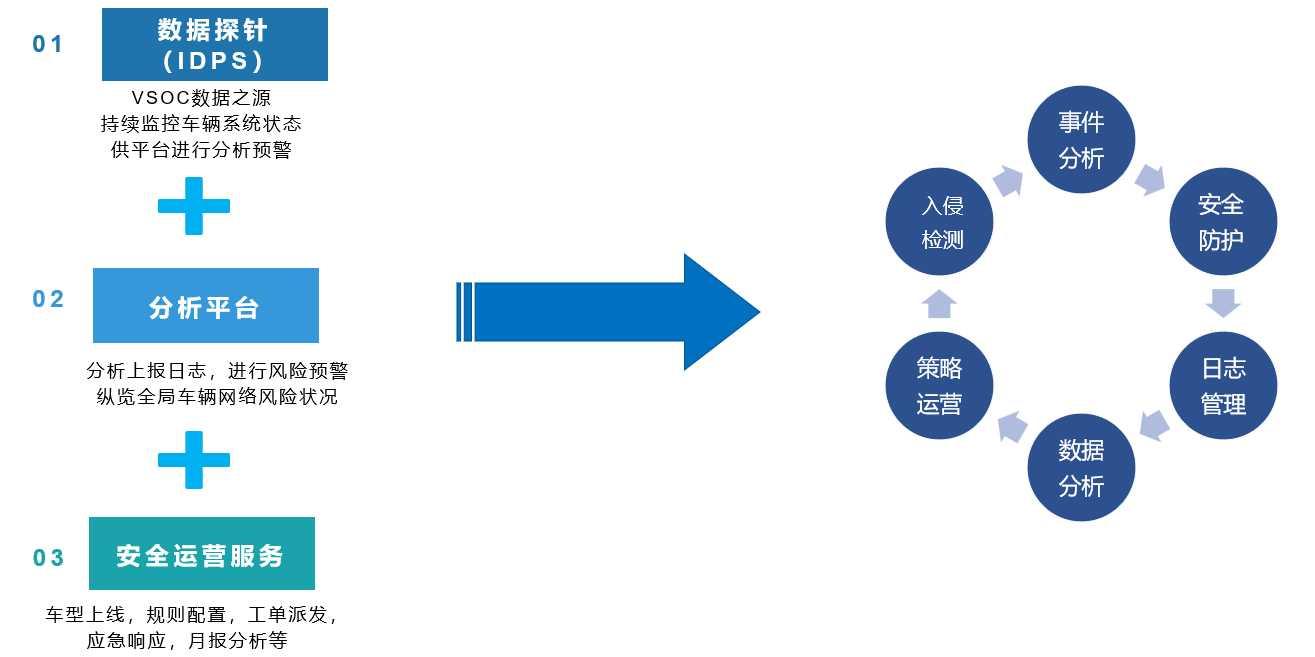 01
数据探针
(IDPS)
VSOC数据之源
持续监控车辆系统状态
供平台进行分析预警
02
分析平台
分析上报日志，进行风险预警
纵览全局车辆网络风险状况
03
安全运营服务
车型上线，规则配置，工单派发，
应急响应，月报分析等
事件
分析
安全
防护
日志
管理
数据
分析
策略
运营
入侵
检测